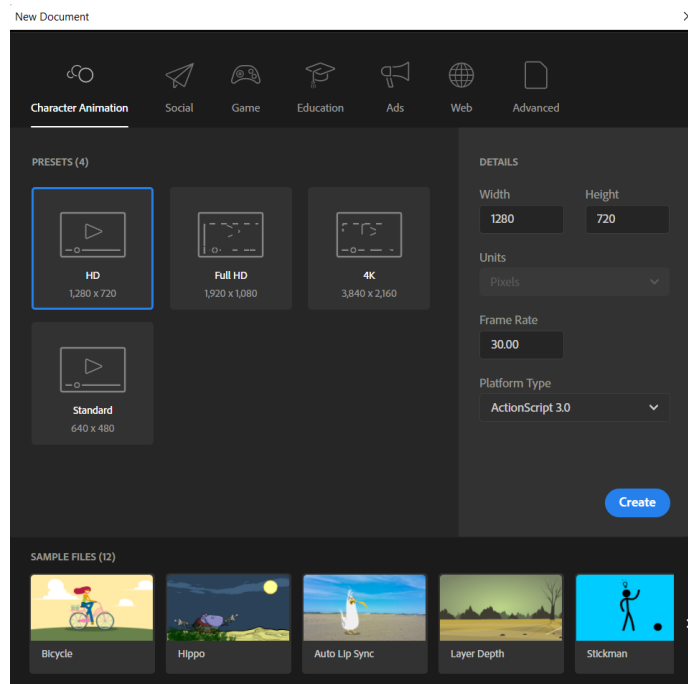 New Document
Character Animation
Social
Game
Education
Ads
Web
Advanced
PRESETS (4)
HD
1,280 x 720
Full HD
1,920 x 1,080
4K
3,840 x 2,160
Standard
640 x 480
DETAILS
Width
Height
1280
720
Units
Pixels
Frame Rate
30.00
Platform Type
ActionScript 3.0
Create
SAMPLE FILES (12)
Bicycle
Hippo
Auto Lip Sync
Layer Depth
Stickman